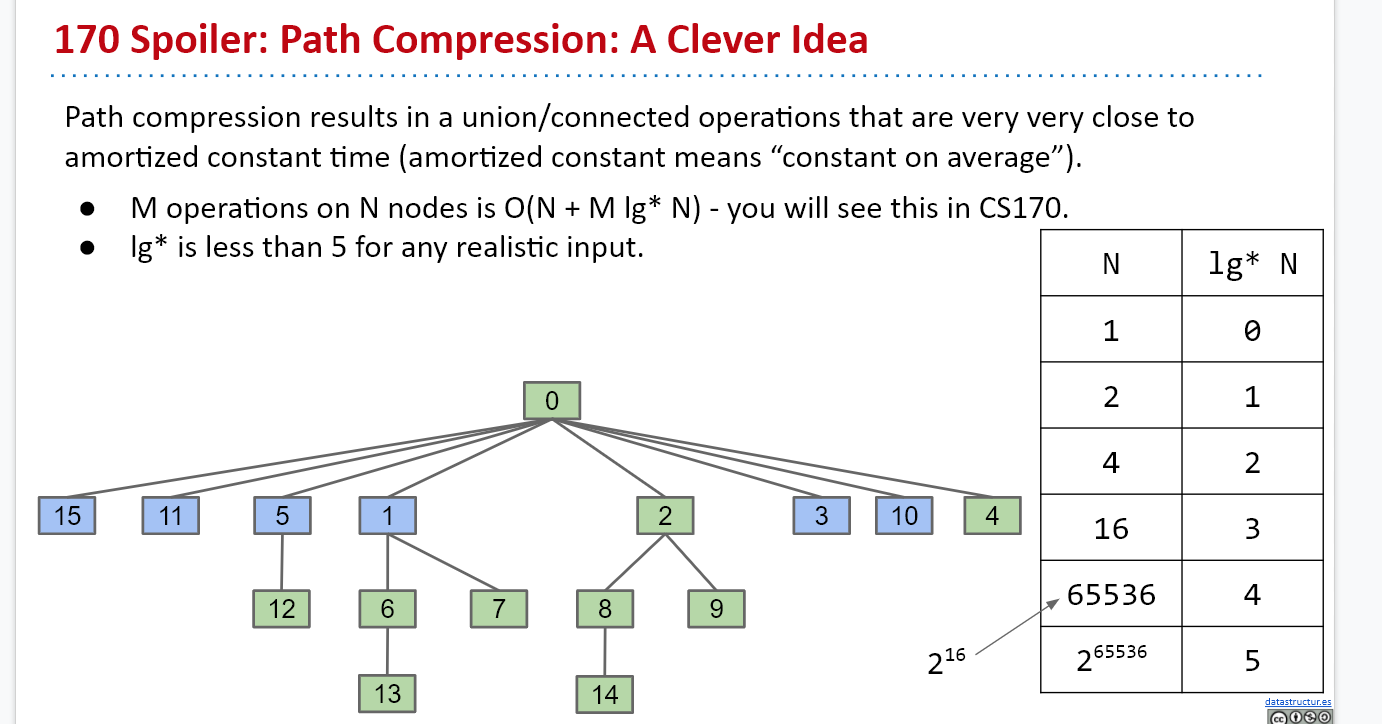 170 Spoiler: Path Compression: A Clever Idea
Path compression results in a union/connected operations that are very very close to
amortized constant time (amortized constant means “constant on average”).
● M operations on N nodes is O(N + M lg* N) - you will see this in CS170.
● lg* is less than 5 for any realistic input.
N lg* N
1 0
2 1
4 2
16 3
65536 4
2^65536 5
2^16
0
15 11 5 1 2 3 10 4
12 6 7 8 9
13 14
datastructur.es
cc